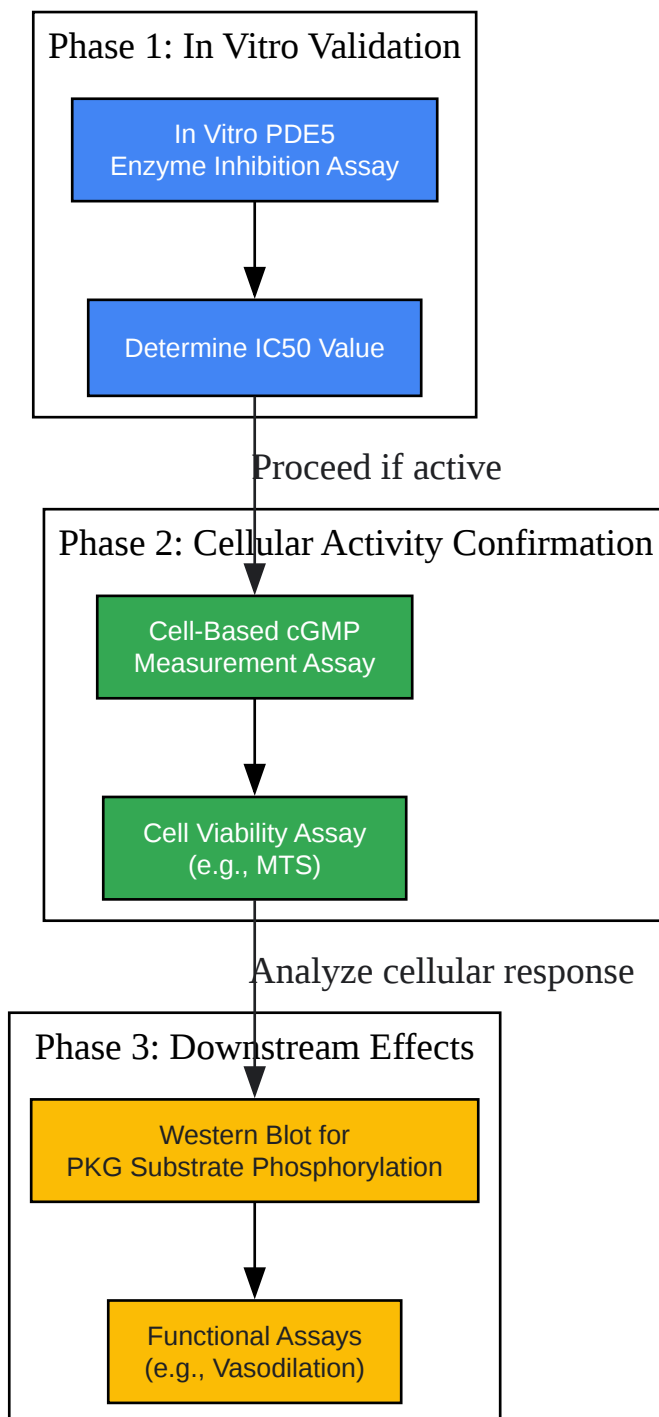 Phase 1: In Vitro Validation
In Vitro PDE5
Enzyme Inhibition Assay
Determine IC50 Value
Proceed if active
Phase 2: Cellular Activity Confirmation
Cell-Based cGMP
Measurement Assay
Cell Viability Assay
(e.g., MTS)
Analyze cellular response
Phase 3: Downstream Effects
Western Blot for
PKG Substrate Phosphorylation
Functional Assays
(e.g., Vasodilation)